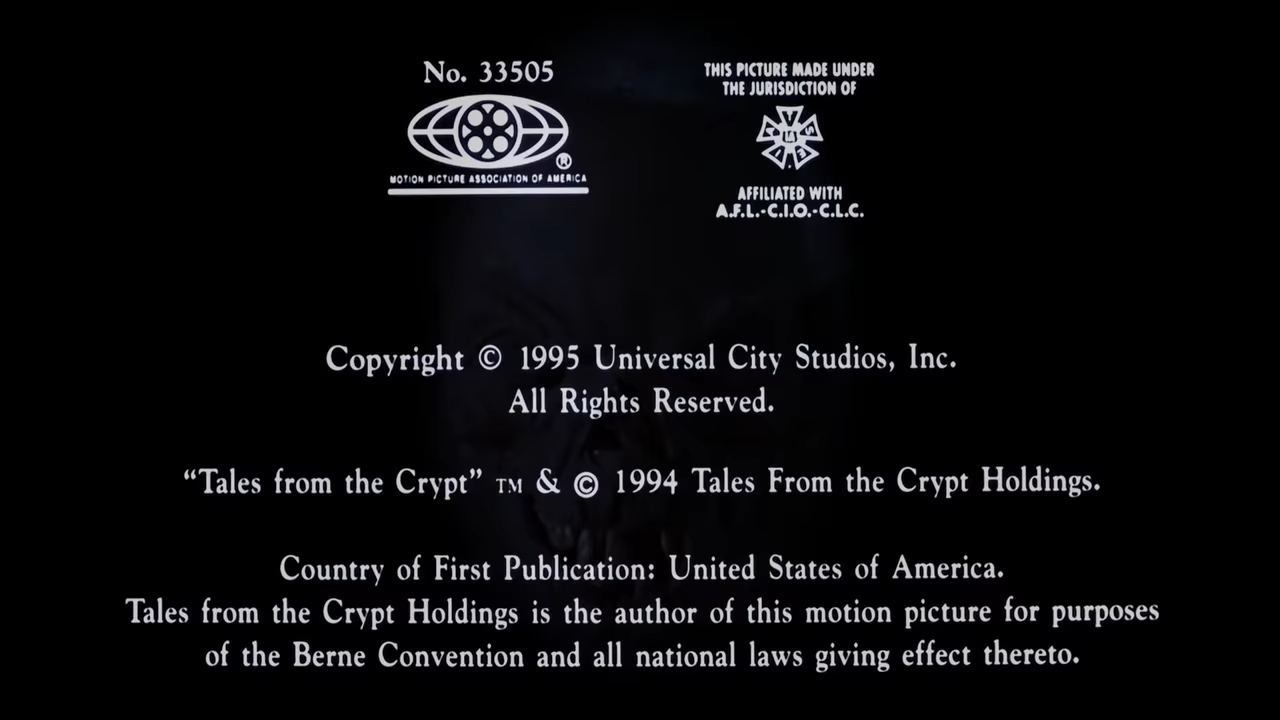 No. 33505
®
MOTION PICTURE ASSOCIATION OF AMERICA
THIS PICTURE MADE UNDER
THE JURISDICTION OF
I A T S E
IA
AFFILIATED WITH
A.F.L.-C.I.O.-C.L.C.
Copyright © 1995 Universal City Studios, Inc.
All Rights Reserved.
“Tales from the Crypt” TM & © 1994 Tales From the Crypt Holdings.
Country of First Publication: United States of America.
Tales from the Crypt Holdings is the author of this motion picture for purposes
of the Berne Convention and all national laws giving effect thereto.